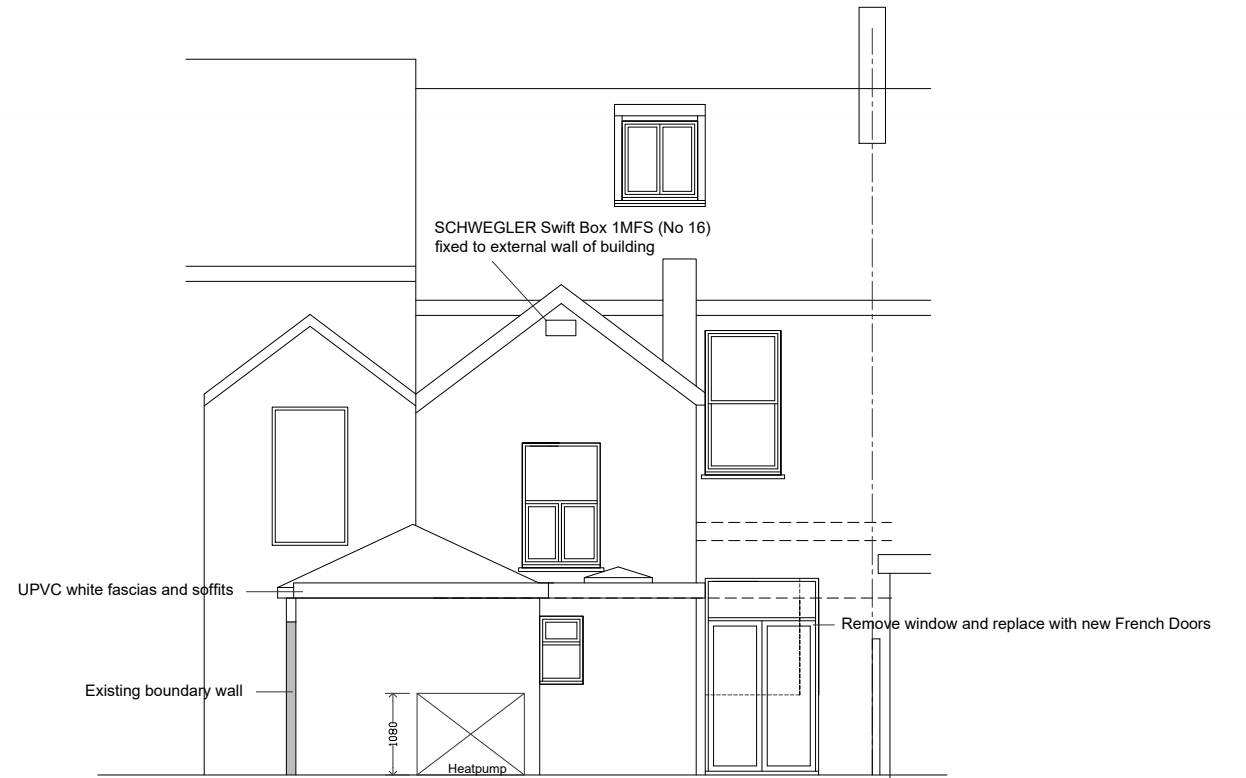 SCHWEGLER Swift Box 1MFS (No 16)
fixed to external wall of building
UPVC white fascias and soffits
Remove window and replace with new French Doors
Existing boundary wall
1080
Heatpump